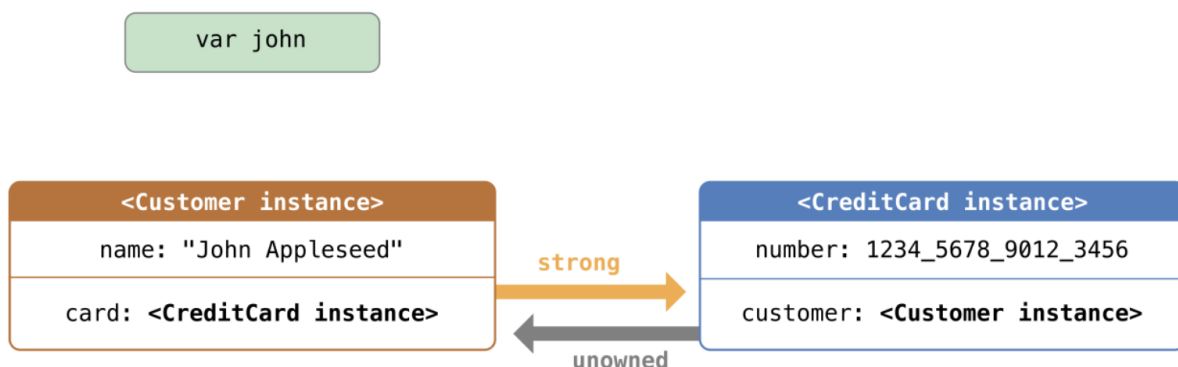 var john
<Customer instance>
name: "John Appleseed"
card: <CreditCard instance>
strong
unowned
<CreditCard instance>
number: 1234_5678_9012_3456
customer: <Customer instance>